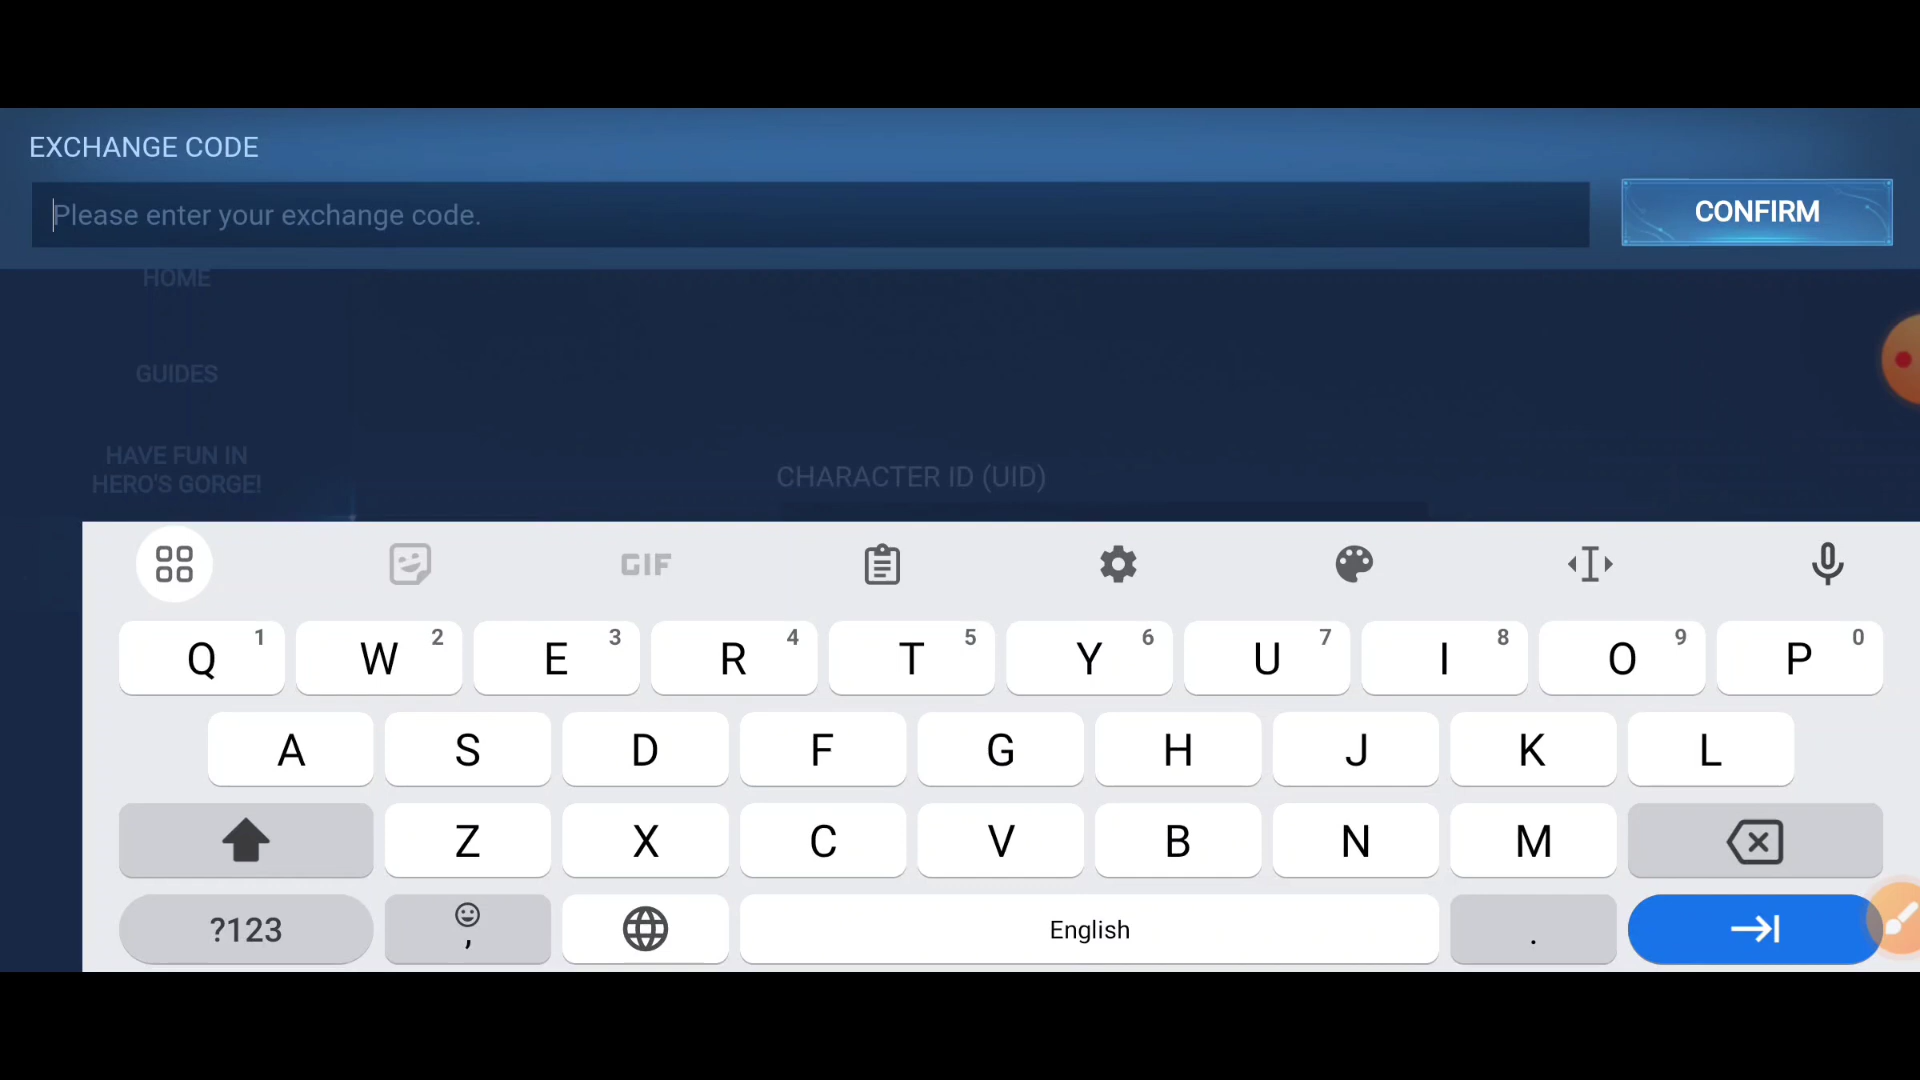 EXCHANGE CODE
Please enter your exchange code.
CONFIRM
HOME
GUIDES
HAVE FUN IN
HERO'S GORGE!
CHARACTER ID (UID)
GIF
Q 1 W 2 E 3 R 4 T 5 Y 6 U 7 I 8 O 9 P 0
A S D F G H J K L
Z X C V B N M
?123 , English .